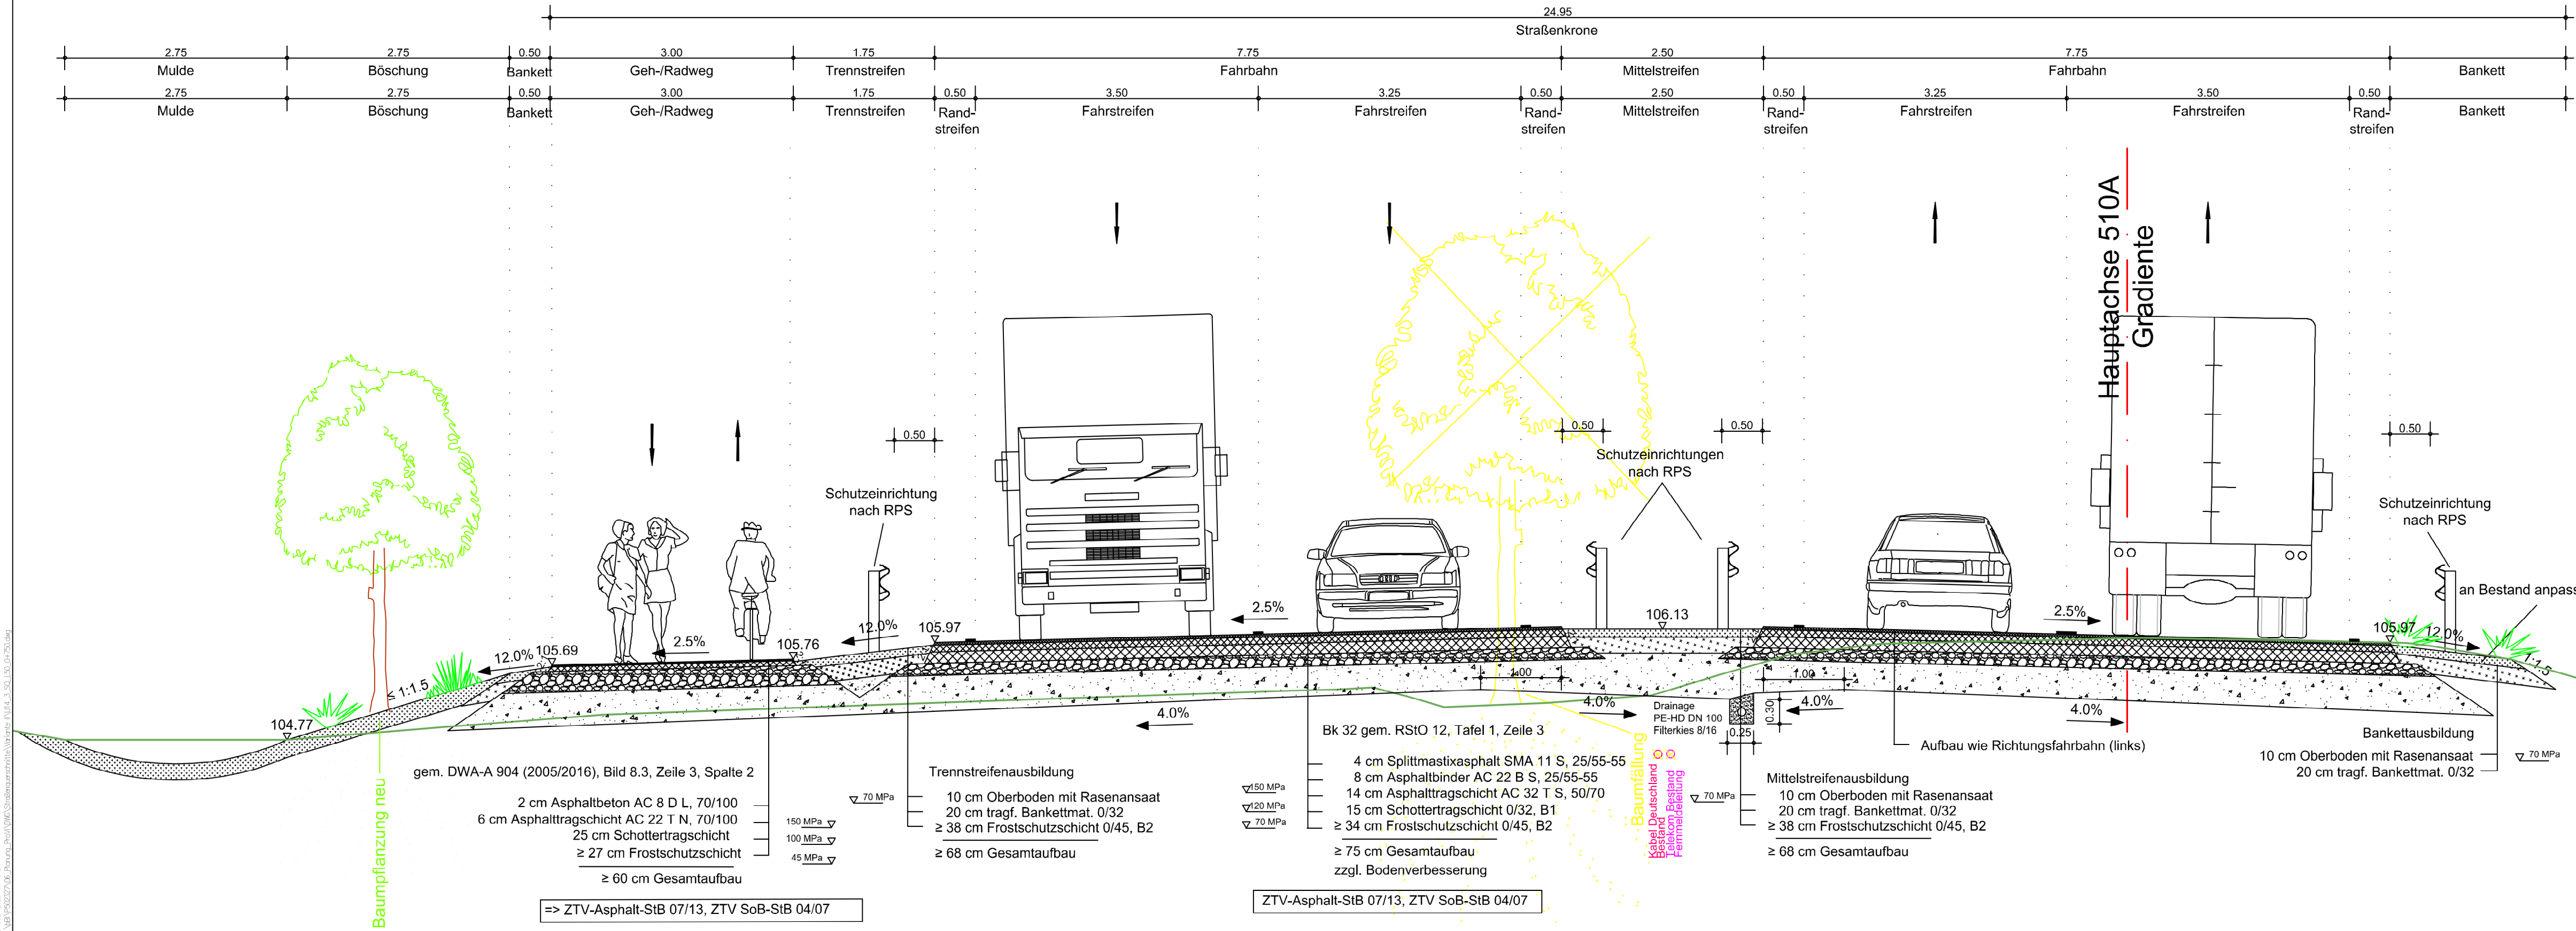 24.95
Straßenkrone
2.75 2.75 0.50 3.00 1.75 7.75 2.50 7.75
Mulde Böschung Bankett Geh-/Radweg Trennstreifen Fahrbahn Mittelstreifen Fahrbahn Bankett
2.75 2.75 0.50 3.00 1.75 0.50 3.50 3.25 0.50 2.50 0.50 3.25 3.50 0.50
Mulde Böschung Bankett Geh-/Radweg Trennstreifen Rand- Fahrstreifen Fahrstreifen Rand- Mittelstreifen Rand- Fahrstreifen Fahrstreifen Rand- Bankett
streifen streifen streifen streifen
Hauptachse 510A
Gradiente
0.50 0.50 0.50 0.50
Schutzeinrichtungen
nach RPS
Schutzeinrichtung
nach RPS
Schutzeinrichtung
nach RPS
an Bestand anpass
2.5% 106.13 2.5%
12.0% 105.97 105.97 12.0%
2.5% 105.76
12.0% 105.69
≤ 1:1.5 1:1.5
1.00 1.00
104.77
4.0% 4.0% 4.0% 4.0%
Drainage
PE-HD DN 100
Filterkies 8/16
0.30
0.25
Baumpflanzung neu
gem. DWA-A 904 (2005/2016), Bild 8.3, Zeile 3, Spalte 2
2 cm Asphaltbeton AC 8 D L, 70/100
6 cm Asphalttragschicht AC 22 T N, 70/100
25 cm Schottertragschicht
≥ 27 cm Frostschutzschicht
≥ 60 cm Gesamtaufbau
=> ZTV-Asphalt-StB 07/13, ZTV SoB-StB 04/07
150 MPa
100 MPa
45 MPa
70 MPa
Trennstreifenausbildung
10 cm Oberboden mit Rasenansaat
20 cm tragf. Bankettmat. 0/32
≥ 38 cm Frostschutzschicht 0/45, B2
≥ 68 cm Gesamtaufbau
150 MPa
120 MPa
70 MPa
Bk 32 gem. RStO 12, Tafel 1, Zeile 3
4 cm Splittmastixasphalt SMA 11 S, 25/55-55
8 cm Asphaltbinder AC 22 B S, 25/55-55
14 cm Asphalttragschicht AC 32 T S, 50/70
15 cm Schottertragschicht 0/32, B1
≥ 34 cm Frostschutzschicht 0/45, B2
≥ 75 cm Gesamtaufbau
zzgl. Bodenverbesserung
ZTV-Asphalt-StB 07/13, ZTV SoB-StB 04/07
Baumfällung
Kabel Deutschland
Bestand
Telekom Bestand
Fernmeldeleitung
70 MPa
Mittelstreifenausbildung
10 cm Oberboden mit Rasenansaat
20 cm tragf. Bankettmat. 0/32
≥ 38 cm Frostschutzschicht 0/45, B2
≥ 68 cm Gesamtaufbau
Aufbau wie Richtungsfahrbahn (links)
Bankettausbildung
10 cm Oberboden mit Rasenansaat
20 cm tragf. Bankettmat. 0/32
70 MPa